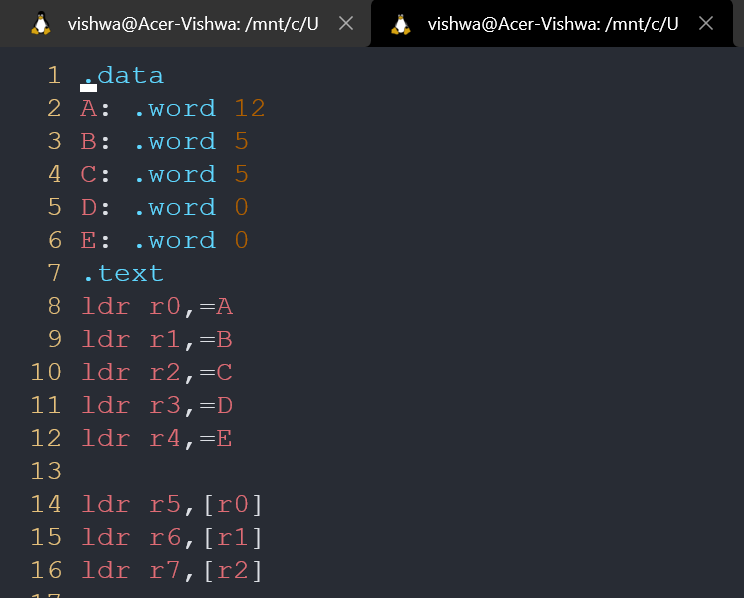 vishwa@Acer-Vishwa: /mnt/c/U
vishwa@Acer-Vishwa: /mnt/c/U
1 .data
2 A: .word 12
3 B: .word 5
4 C: .word 5
5 D: .word 0
6 E: .word 0
7 .text
8 ldr r0,=A
9 ldr r1,=B
10 ldr r2,=C
11 ldr r3,=D
12 ldr r4,=E
13
14 ldr r5,[r0]
15 ldr r6,[r1]
16 ldr r7,[r2]
17